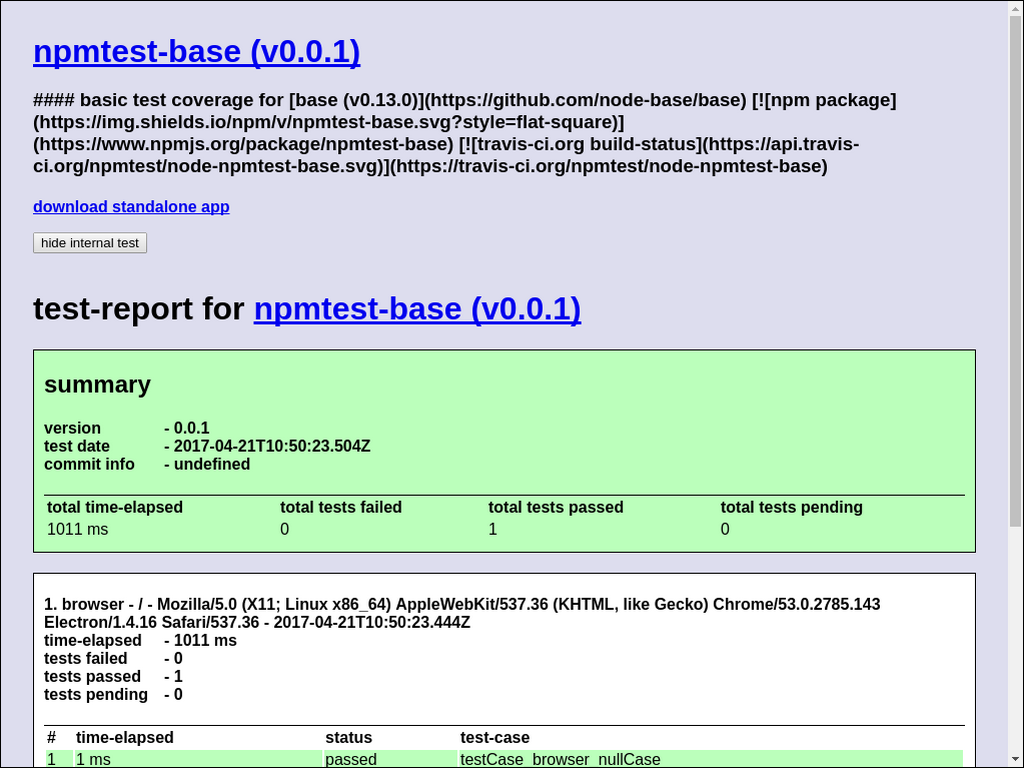 npmtest-base (v0.0.1)
#### basic test coverage for [base (v0.13.0)](https://github.com/node-base/base) [![npm package]
(https://img.shields.io/npm/v/npmtest-base.svg?style=flat-square)]
(https://www.npmjs.org/package/npmtest-base) [![travis-ci.org build-status](https://api.travis-
ci.org/npmtest/node-npmtest-base.svg)](https://travis-ci.org/npmtest/node-npmtest-base)
download standalone app
hide internal test
test-report for npmtest-base (v0.0.1)
summary
version - 0.0.1
test date - 2017-04-21T10:50:23.504Z
commit info - undefined
total time-elapsed total tests failed total tests passed total tests pending
1011 ms 0 1 0
1. browser - / - Mozilla/5.0 (X11; Linux x86_64) AppleWebKit/537.36 (KHTML, like Gecko) Chrome/53.0.2785.143
Electron/1.4.16 Safari/537.36 - 2017-04-21T10:50:23.444Z
time-elapsed - 1011 ms
tests failed - 0
tests passed - 1
tests pending - 0
# time-elapsed status test-case
1 1 ms passed testCase_browser_nullCase